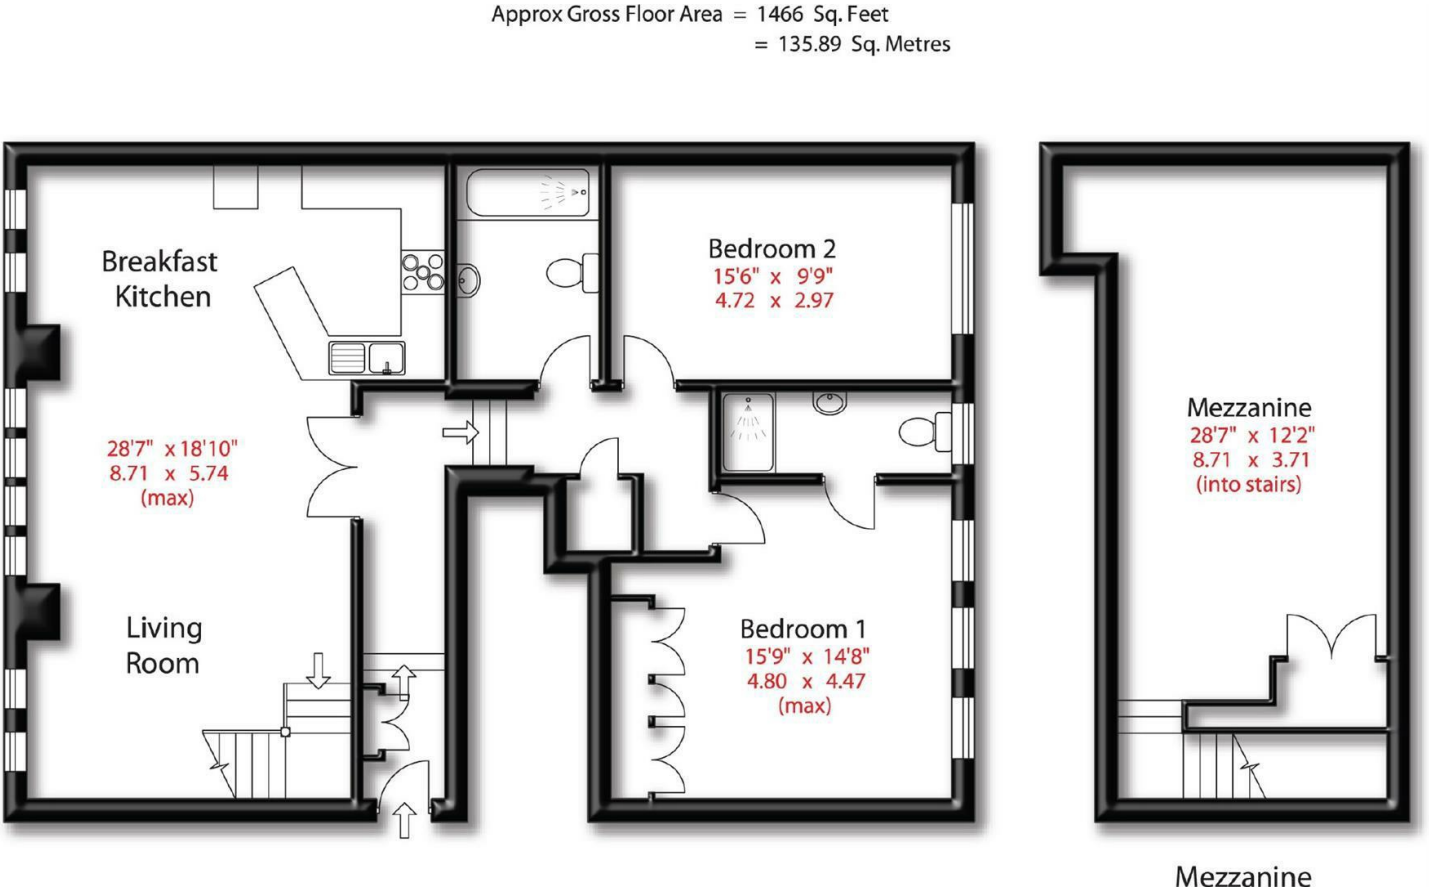 Approx Gross Floor Area = 1466 Sq. Feet
= 135.89 Sq. Metres
Breakfast
Kitchen
28'7" x 18'10"
8.71 x 5.74
(max)
Living
Room
Bedroom 2
15'6" x 9'9"
4.72 x 2.97
Bedroom 1
15'9" x 14'8"
4.80 x 4.47
(max)
Mezzanine
28'7" x 12'2"
8.71 x 3.71
(into stairs)
Mezzanine